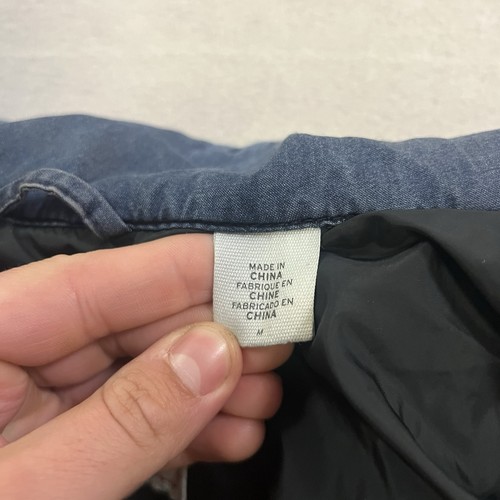 MADE IN
CHINA
FABRIQUE EN
CHINE
FABRICADO EN
CHINA
M